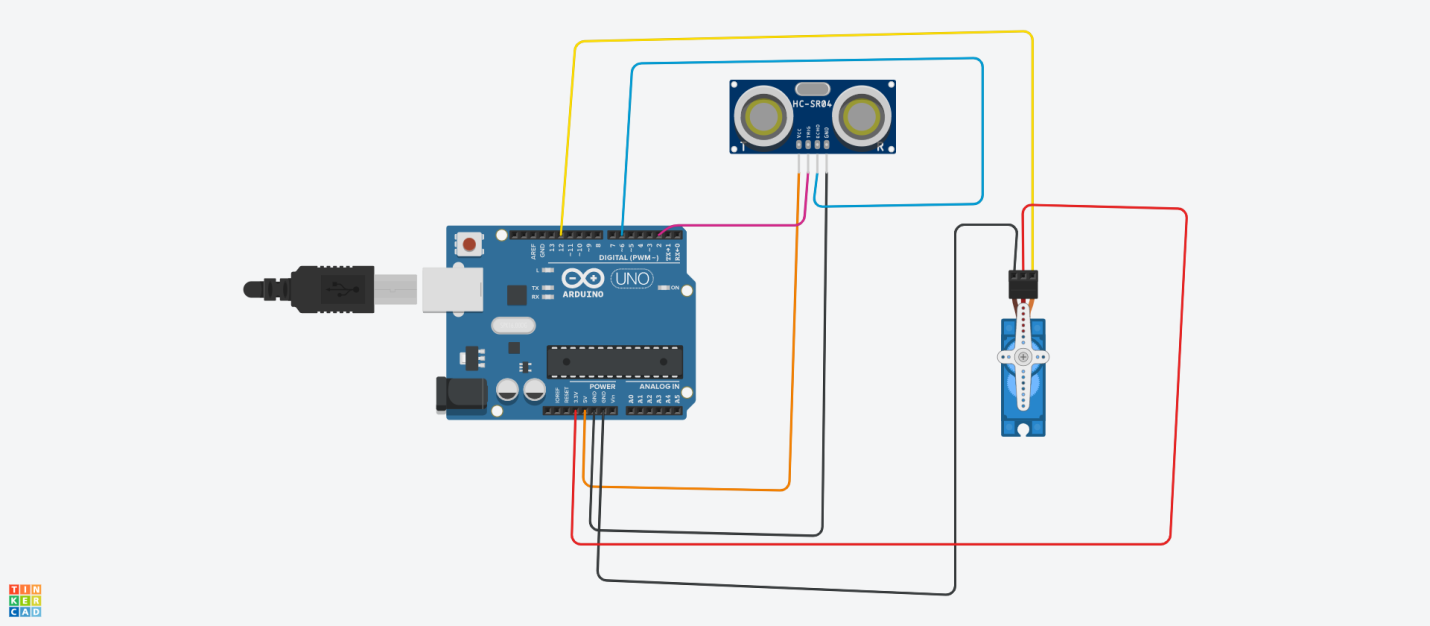 HC-SR04
VCC
TRIG
ECHO
GND
T
R
AREF
GND
13
12
~11
~10
~9
8
7
~6
~5
4
~3
2
TX→1
RX←0
DIGITAL (PWM~)
L
TX
RX
ARDUINO
UNO
ON
POWER
ANALOG IN
IOREF
RESET
3.3V
5V
GND
GND
Vin
A0
A1
A2
A3
A4
A5
TIN
KER
CAD